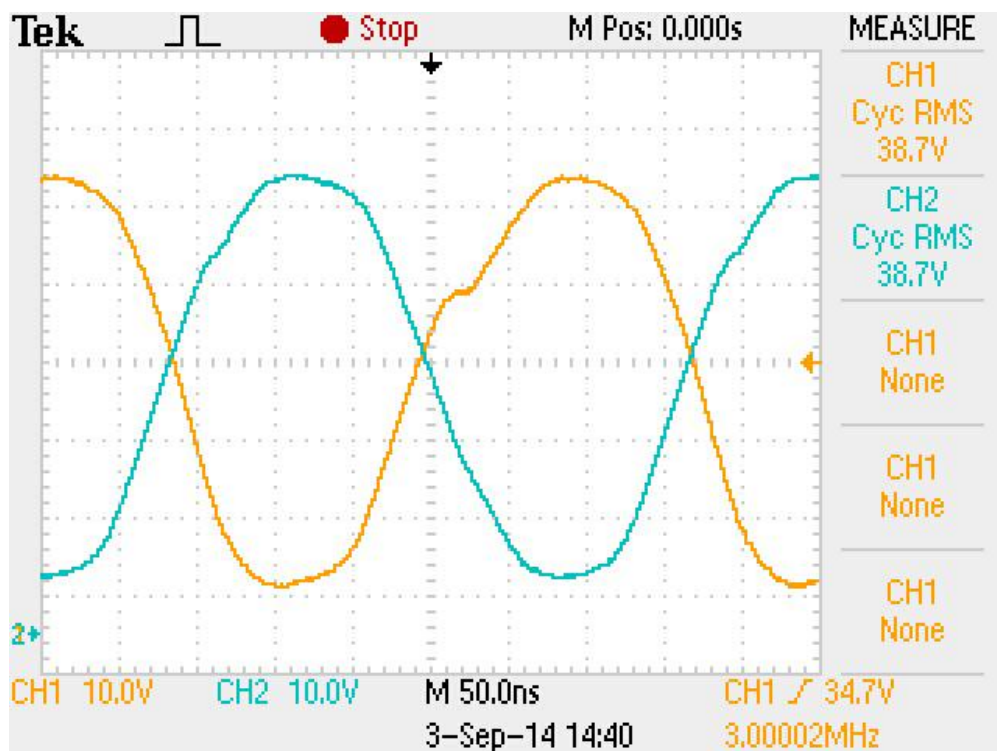 Tek Stop M Pos: 0.000s MEASURE
CH1
Cyc RMS
38.7V
CH2
Cyc RMS
38.7V
CH1
None
CH1
None
CH1
None
2
CH1 10.0V CH2 10.0V M 50.0ns CH1 34.7V
3-Sep-14 14:40 3.00002MHz